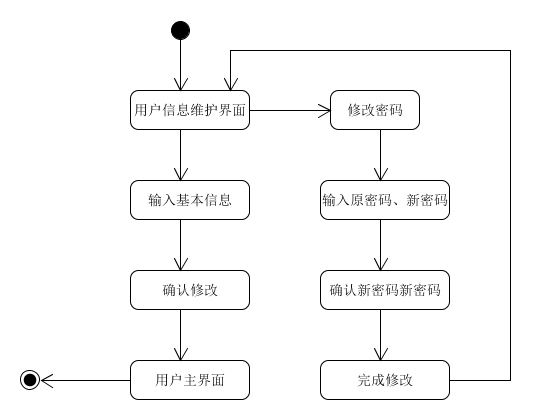 用户信息维护界面
修改密码
输入基本信息
输入原密码、新密码
确认修改
确认新密码新密码
用户主界面
完成修改